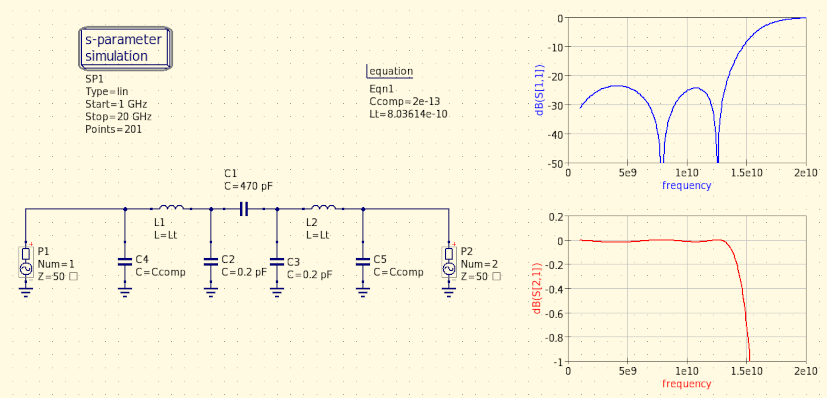 s-parameter
simulation
SP1
Type=lin
Start=1 GHz
Stop=20 GHz
Points=201
equation
Eqn1
Ccomp=2e-13
Lt=8.03614e-10
C1
C=470 pF
L1
L=Lt
L2
L=Lt
P1
Num=1
Z=50 □
C4
C=Ccomp
C2
C=0.2 pF
C3
C=0.2 pF
C5
C=Ccomp
P2
Num=2
Z=50 □
dB(S[1,1])
0
-10
-20
-30
-40
-50
0
5e9
1e10
1.5e10
2e10
frequency
dB(S[2,1])
0.2
0
-0.2
-0.4
-0.6
-0.8
-1
0
5e9
1e10
1.5e10
2e10
frequency